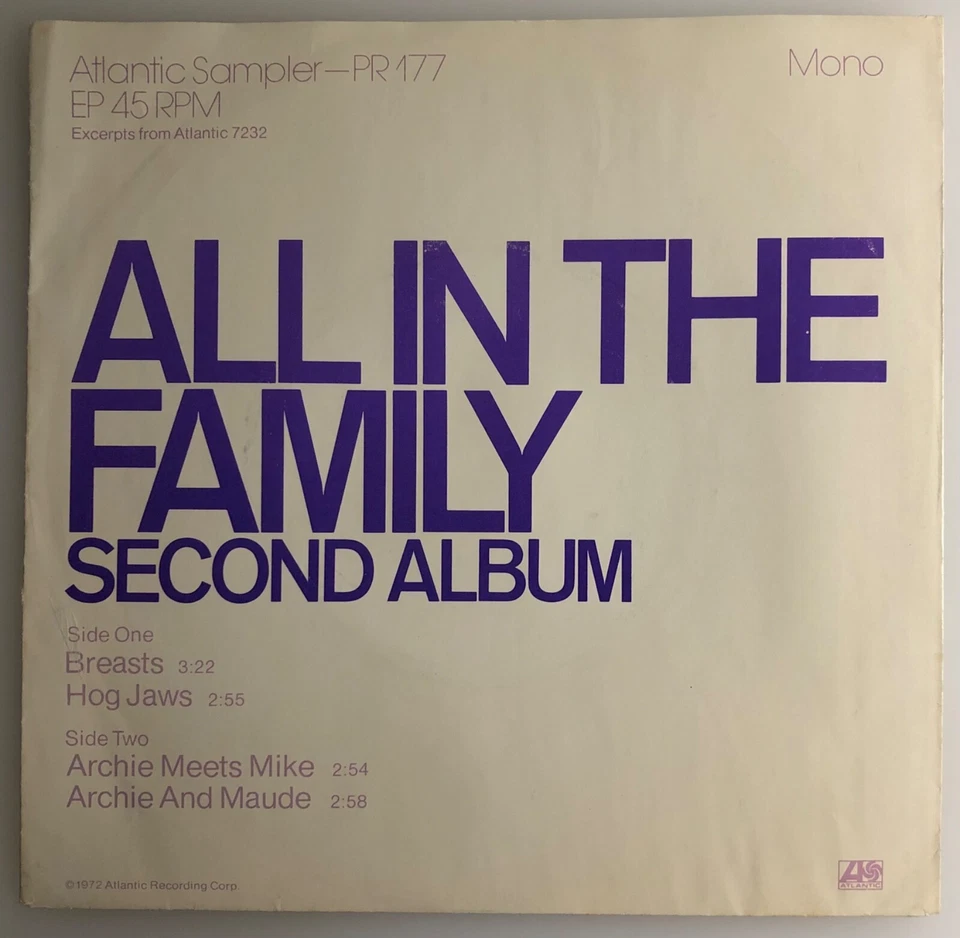 Atlantic Sampler—PR 177
Mono
EP 45 RPM
Excerpts from Atlantic 7232
ALL IN THE
FAMILY
SECOND ALBUM
Side One
Breasts 3:22
Hog Jaws 2:55
Side Two
Archie Meets Mike 2:54
Archie And Maude 2:58
©1972 Atlantic Recording Corp.
ATLANTIC